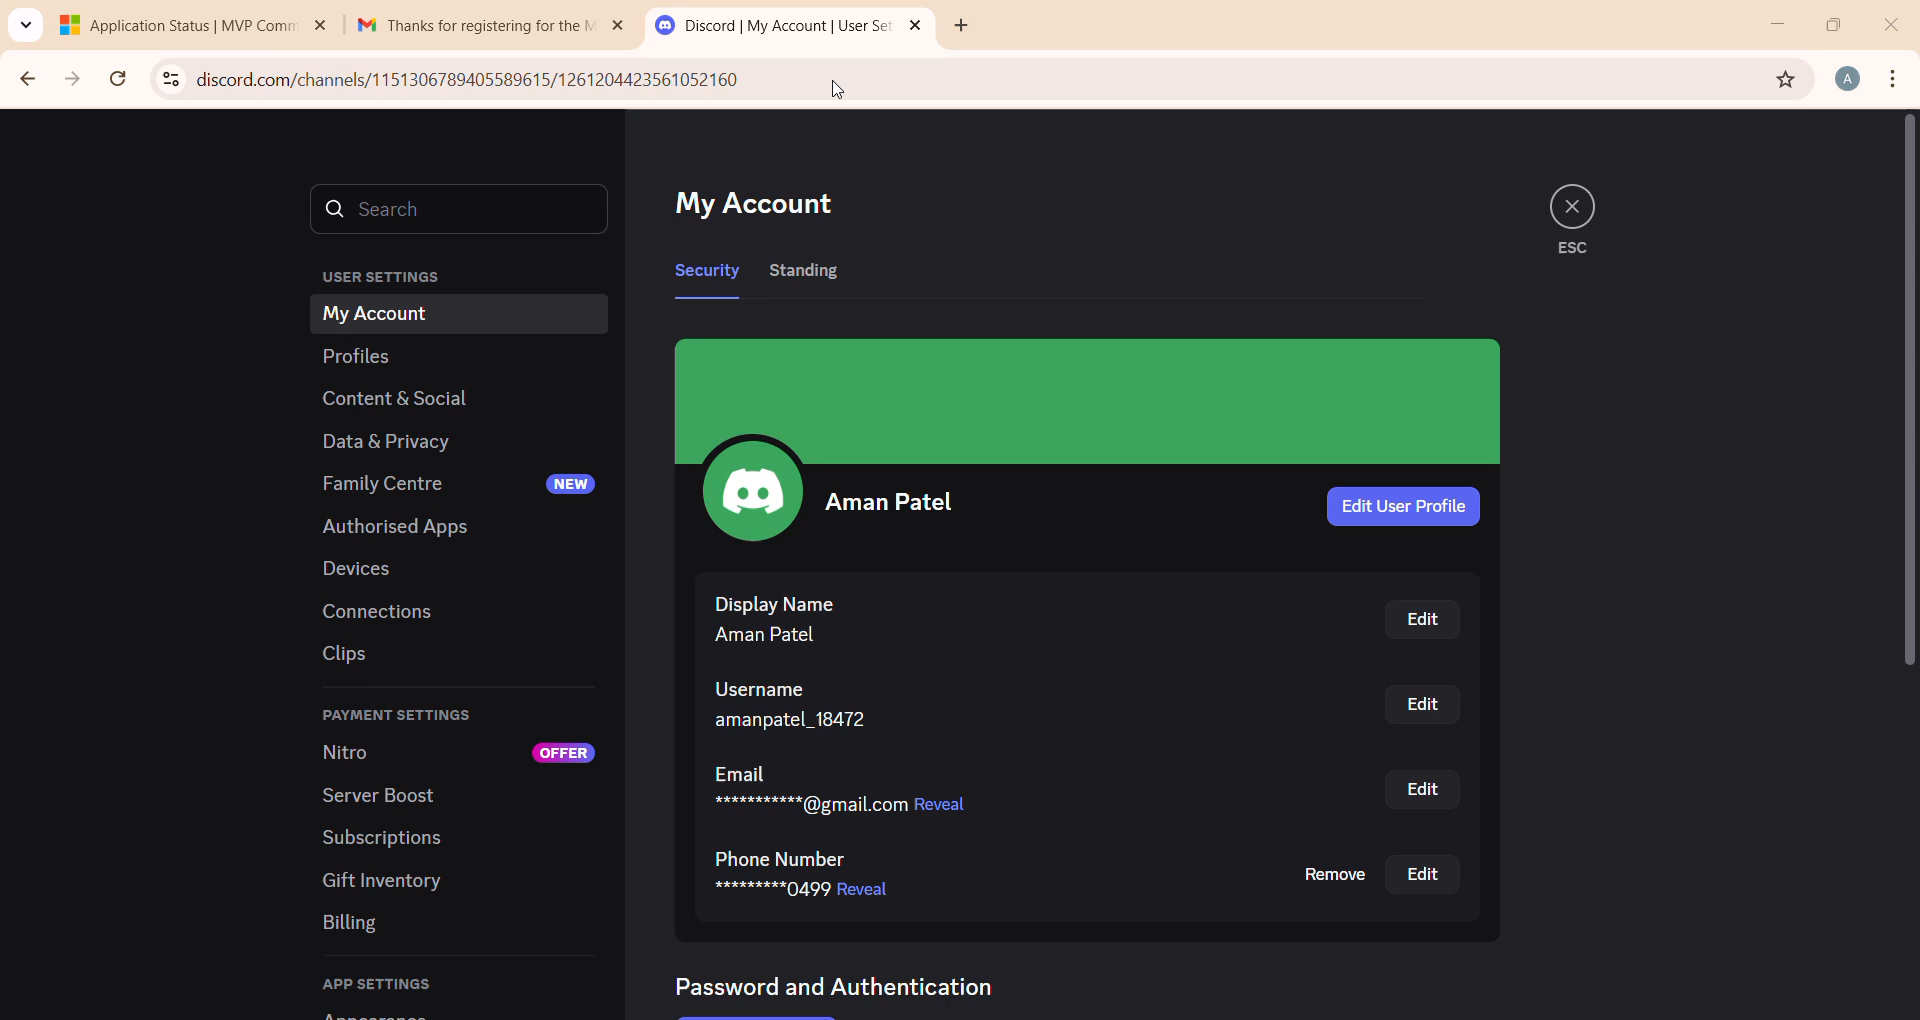 Application Status | MVP Comm
Thanks for registering for the M
Discord | My Account | User Set
discord.com/channels/1151306789405589615/1261204423561052160
A
Search
USER SETTINGS
My Account
Profiles
Content & Social
Data & Privacy
Family Centre
NEW
Authorised Apps
Devices
Connections
Clips
PAYMENT SETTINGS
Nitro
OFFER
Server Boost
Subscriptions
Gift Inventory
Billing
APP SETTINGS
Appearance
My Account
ESC
Security
Standing
Aman Patel
Edit User Profile
Display Name
Aman Patel
Edit
Username
amanpatel_18472
Edit
Email
***********@gmail.com Reveal
Edit
Phone Number
*********0499 Reveal
Remove
Edit
Password and Authentication